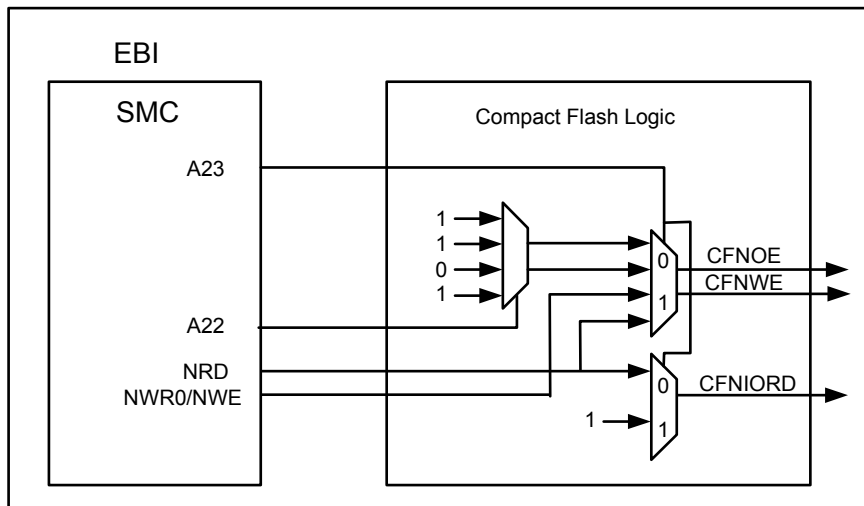 EBI
SMC
Compact Flash Logic
A23
1
1
0
1
0
1
CFNOE
CFNWE
A22
NRD
NWR0/NWE
0
1
1
CFNIORD